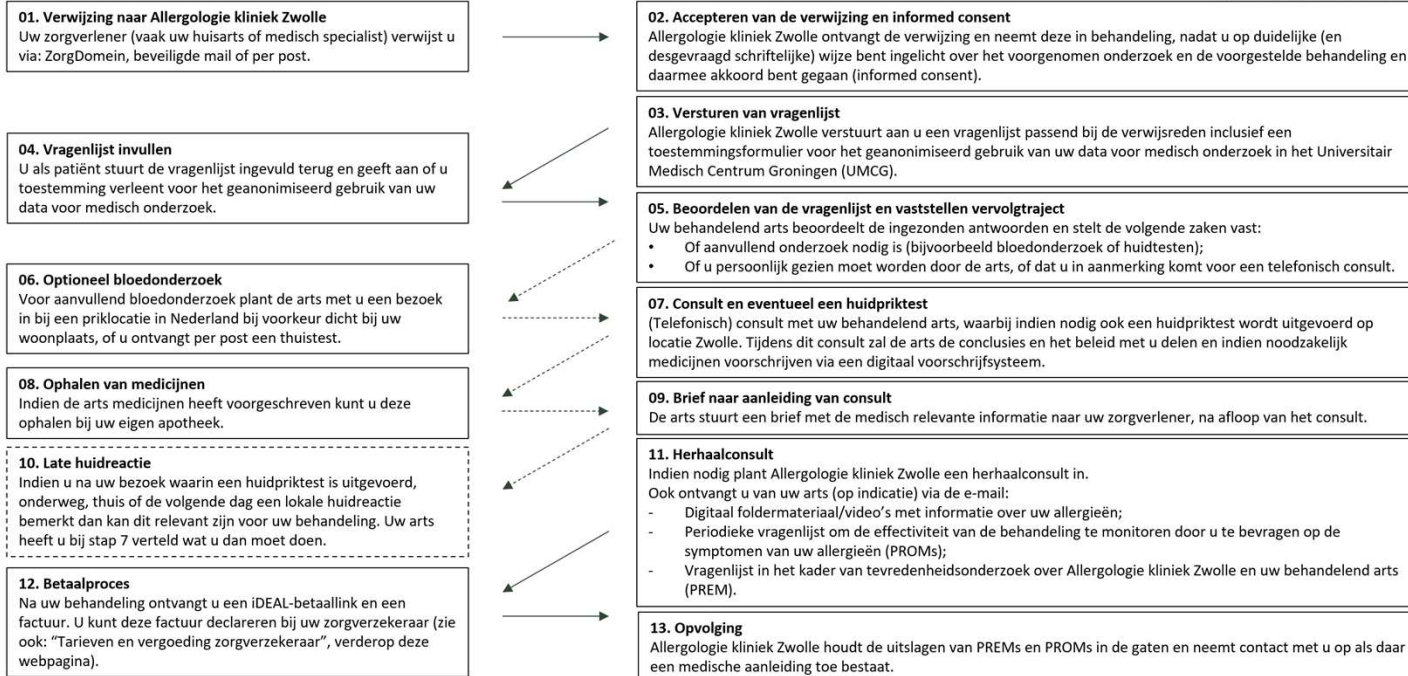 01. Verwijzing naar Allergologie kliniek Zwolle
Uw zorgverlener (vaak uw huisarts of medisch specialist) verwijst u
via: ZorgDomein, beveiligde mail of per post.
02. Accepteren van de verwijzing en informed consent
Allergologie kliniek Zwolle ontvangt de verwijzing en neemt deze in behandeling, nadat u op duidelijke (en
desgevraagd schriftelijke) wijze bent ingelicht over het voorgenomen onderzoek en de voorgestelde behandeling en
daarmee akkoord bent gegaan (informed consent).
03. Versturen van vragenlijst
Allergologie kliniek Zwolle verstuurt aan u een vragenlijst passend bij de verwijsreden inclusief een
toestemmingsformulier voor het geanonimiseerd gebruik van uw data voor medisch onderzoek in het Universitair
Medisch Centrum Groningen (UMCG).
04. Vragenlijst invullen
U als patiënt stuurt de vragenlijst ingevuld terug en geeft aan of u
toestemming verleent voor het geanonimiseerd gebruik van uw
data voor medisch onderzoek.
05. Beoordelen van de vragenlijst en vaststellen vervolgtraject
Uw behandelend arts beoordeelt de ingezonden antwoorden en stelt de volgende zaken vast:
• Of aanvullend onderzoek nodig is (bijvoorbeeld bloedonderzoek of huidtesten);
• Of u persoonlijk gezien moet worden door de arts, of dat u in aanmerking komt voor een telefonisch consult.
06. Optioneel bloedonderzoek
Voor aanvullend bloedonderzoek plant de arts met u een bezoek
in bij een priklocatie in Nederland bij voorkeur dicht bij uw
woonplaats, of u ontvangt per post een thuistest.
07. Consult en eventueel een huidpriktest
(Telefonisch) consult met uw behandelend arts, waarbij indien nodig ook een huidpriktest wordt uitgevoerd op
locatie Zwolle. Tijdens dit consult zal de arts de conclusies en het beleid met u delen en indien noodzakelijk
medicijnen voorschrijven via een digitaal voorschrijfsysteem.
08. Ophalen van medicijnen
Indien de arts medicijnen heeft voorgeschreven kunt u deze
ophalen bij uw eigen apotheek.
09. Brief naar aanleiding van consult
De arts stuurt een brief met de medisch relevante informatie naar uw zorgverlener, na afloop van het consult.
10. Late huidreactie
Indien u na uw bezoek waarin een huidpriktest is uitgevoerd,
onderweg, thuis of de volgende dag een lokale huidreactie
bemerkt dan kan dit relevant zijn voor uw behandeling. Uw arts
heeft u bij stap 7 verteld wat u dan moet doen.
11. Herhaalconsult
Indien nodig plant Allergologie kliniek Zwolle een herhaalconsult in.
Ook ontvangt u van uw arts (op indicatie) via de e-mail:
- Digitaal foldermateriaal/video's met informatie over uw allergieën;
- Periodieke vragenlijst om de effectiviteit van de behandeling te monitoren door u te bevragen op de
symptomen van uw allergieën (PROMs);
- Vragenlijst in het kader van tevredenheidsonderzoek over Allergologie kliniek Zwolle en uw behandelend arts
(PREM).
12. Betaalproces
Na uw behandeling ontvangt u een iDEAL-betaallink en een
factuur. U kunt deze factuur declareren bij uw zorgverzekeraar (zie
ook: “Tarieven en vergoeding zorgverzekeraar”, verderop deze
webpagina).
13. Opvolging
Allergologie kliniek Zwolle houdt de uitslagen van PREMs en PROMs in de gaten en neemt contact met u op als daar
een medische aanleiding toe bestaat.